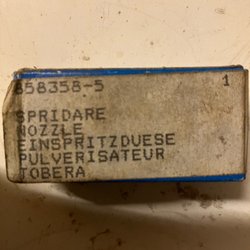 858358-5 1
SPRIDARE
NOZZLE
EINSPRITZDUESE
PULVERISATEUR
TOBERA